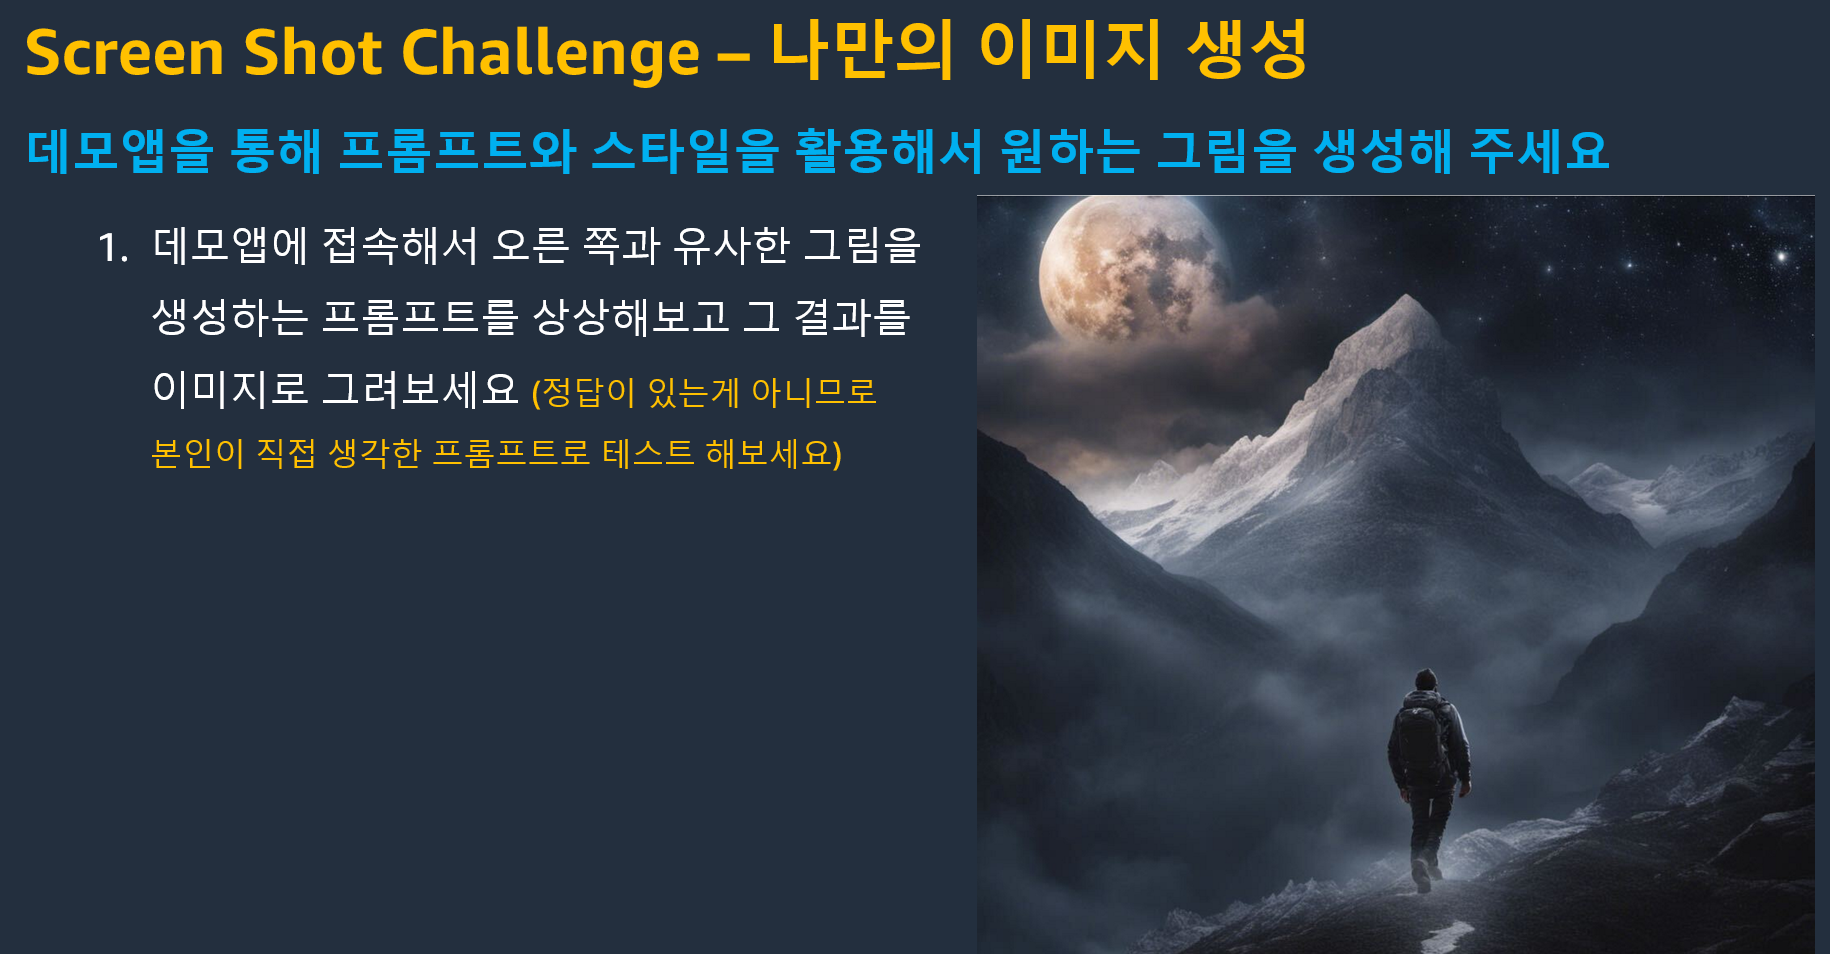 Screen Shot Challenge – 나만의 이미지 생성
데모앱을 통해 프롬프트와 스타일을 활용해서 원하는 그림을 생성해 주세요
1. 데모앱에 접속해서 오른 쪽과 유사한 그림을
생성하는 프롬프트를 상상해보고 그 결과를
이미지로 그려보세요 (정답이 있는게 아니므로
본인이 직접 생각한 프롬프트로 테스트 해보세요)